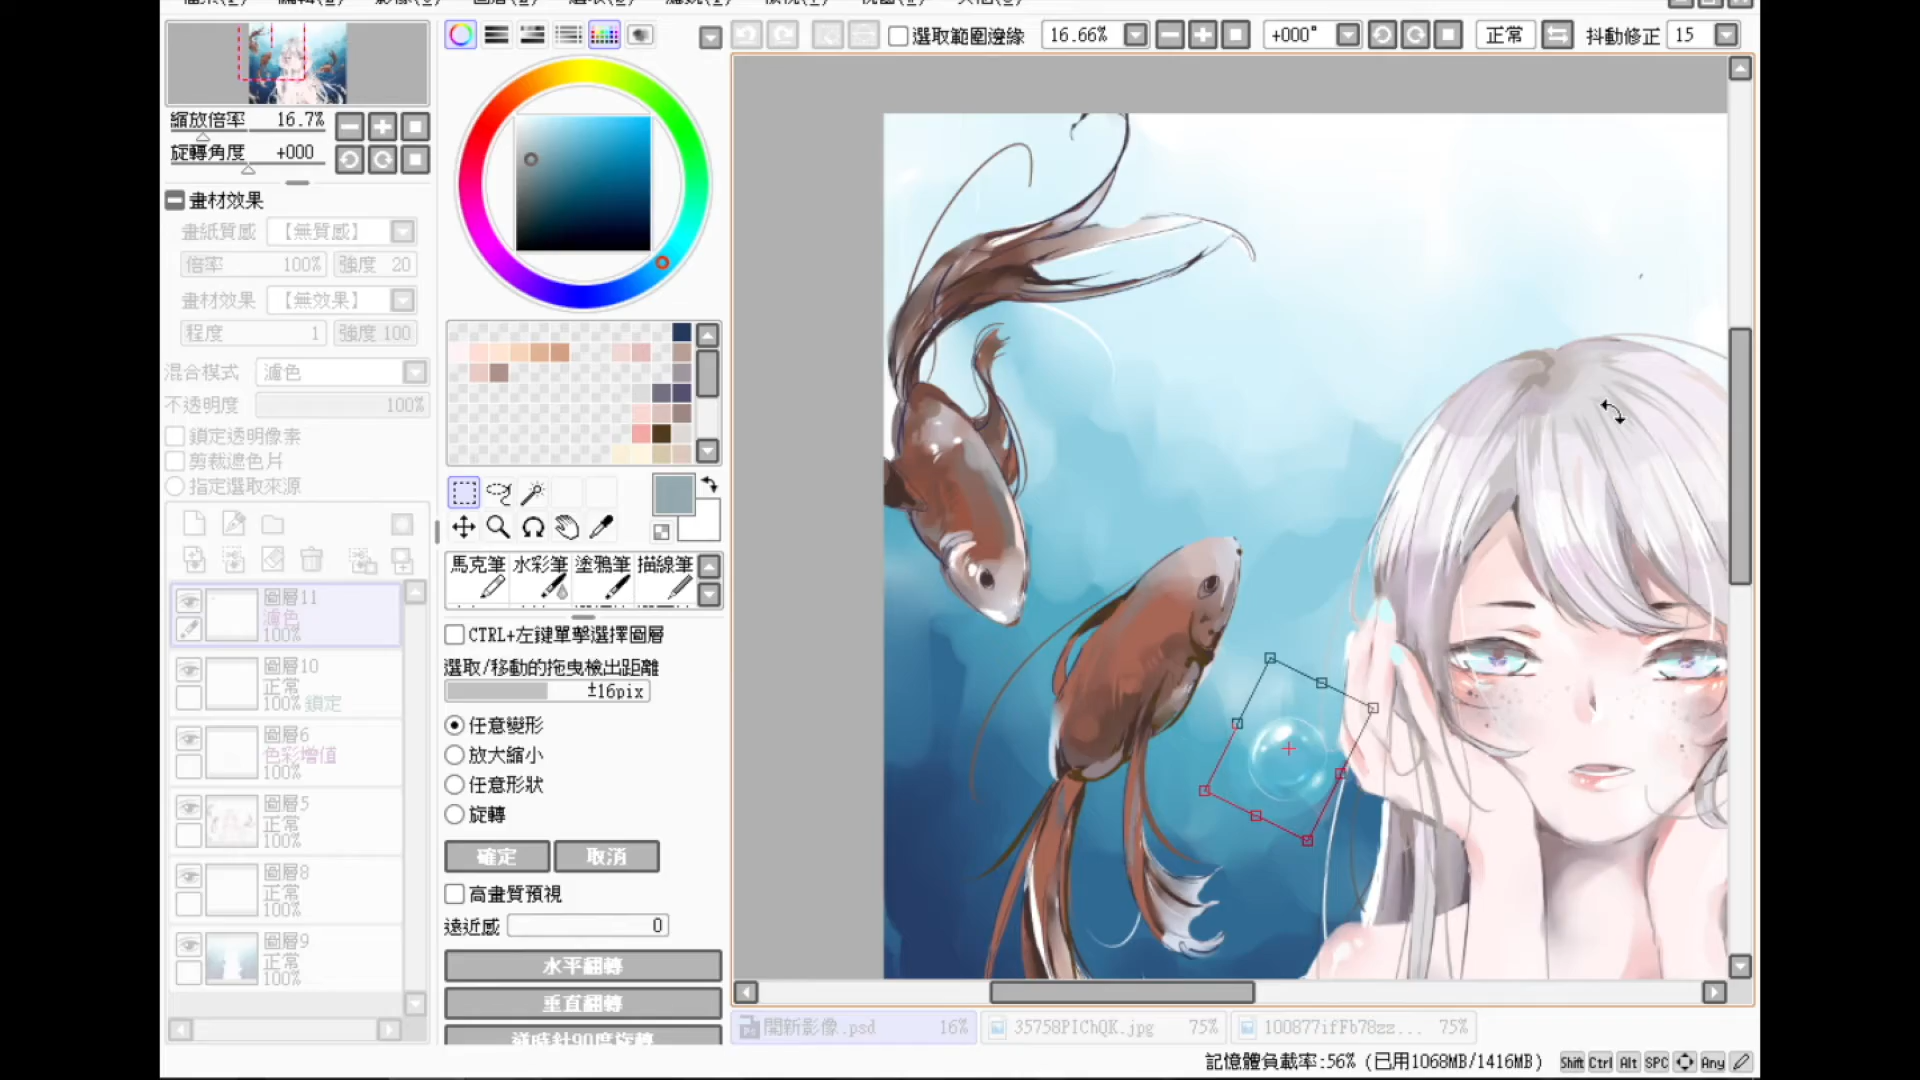 選取範圍邊緣 16.66% +000° 正常 抖動修正 15
縮放倍率 16.7%
旋轉角度 +000
畫材效果
畫紙質感 【無質感】
倍率 100% 強度 20
畫材效果 【無效果】
程度 1 強度 100
混合模式 濾色
不透明度 100%
鎖定透明像素
剪裁遮色片
指定選取來源
圖層11
濾色
100%
圖層10
正常
100% 鎖定
圖層6
色彩增值
100%
圖層5
正常
100%
圖層8
正常
100%
圖層9
正常
100%
馬克筆 水彩筆 塗鴉筆 描線筆
CTRL+左鍵單擊選擇圖層
選取/移動的拖曳檢出距離
±16pix
任意變形
放大縮小
任意形狀
旋轉
確定 取消
高畫質預視
遠近感 0
水平翻轉
垂直翻轉
逆時針90度旋轉
開新影像.psd 16% 35758PIChQK.jpg 75% 100877ifFb78zz... 75%
記憶體負載率:56% (已用1068MB/1416MB) Shift Ctrl Alt SPC Any